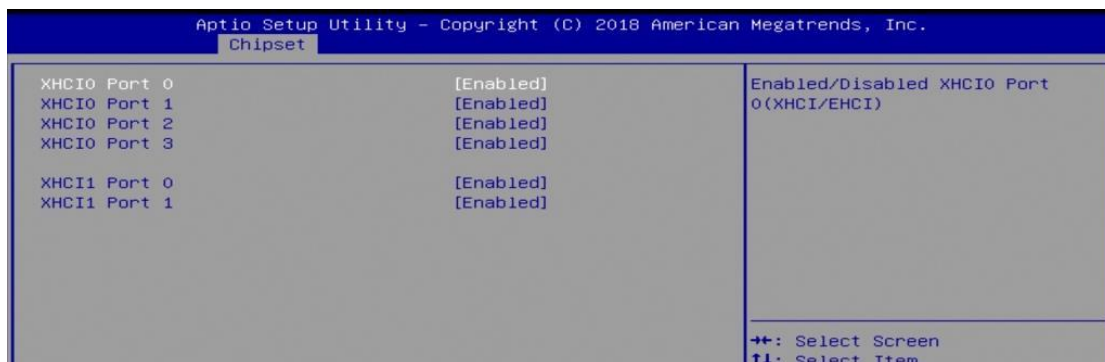 Aptio Setup Utility – Copyright (C) 2018 American Megatrends, Inc.
Chipset
XHCI0 Port 0 [Enabled]
XHCI0 Port 1 [Enabled]
XHCI0 Port 2 [Enabled]
XHCI0 Port 3 [Enabled]
XHCI1 Port 0 [Enabled]
XHCI1 Port 1 [Enabled]
Enabled/Disabled XHCI0 Port
0(XHCI/EHCI)
→←: Select Screen
↑↓: Select Item